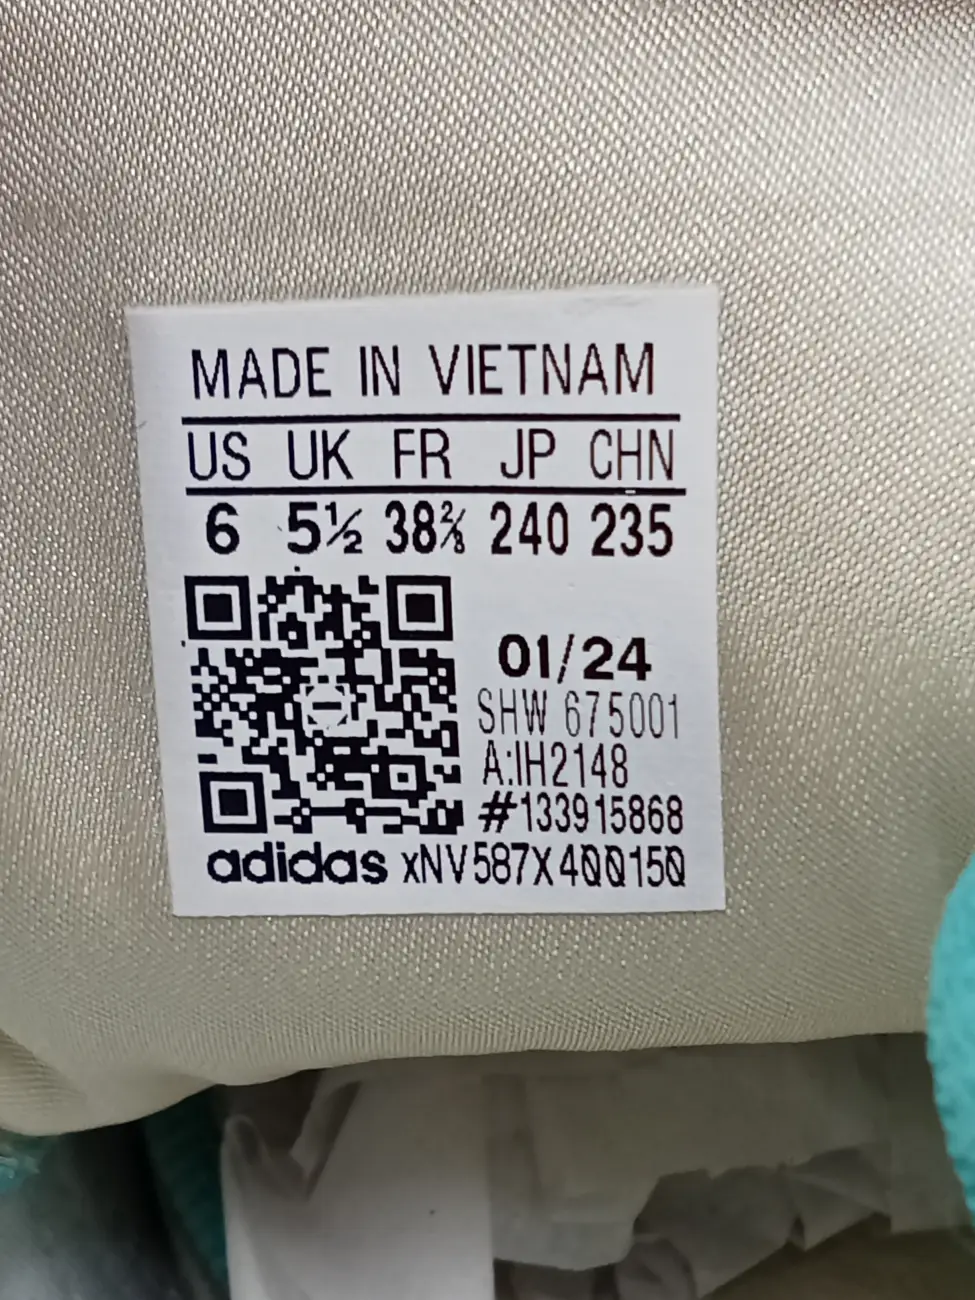 MADE IN VIETNAM
US UK FR JP CHN
6 5½ 38⅔ 240 235
01/24
SHW 675001
A:IH2148
#133915868
adidas xNV587X400150